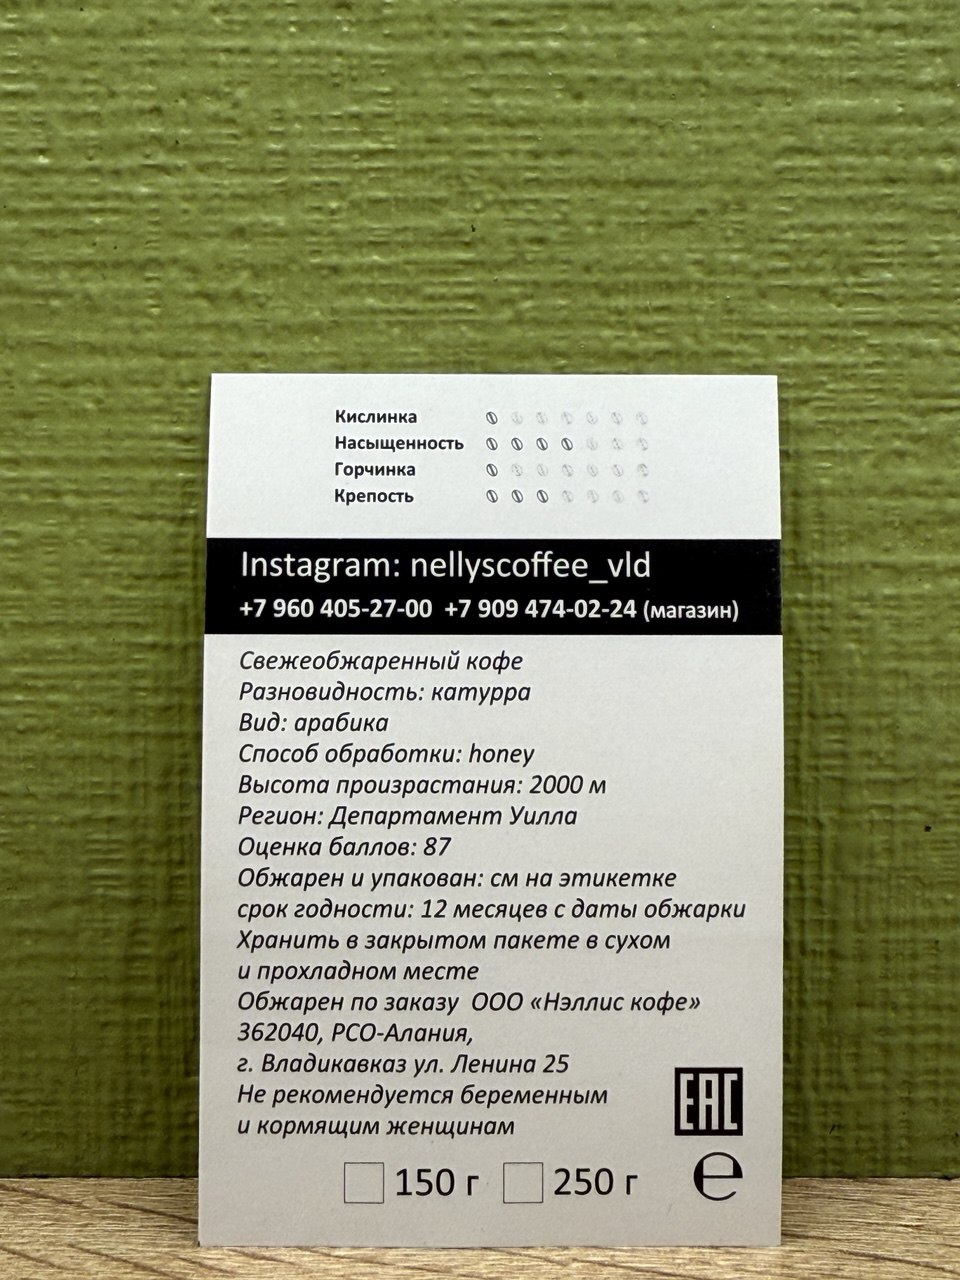 Кислинка
Насыщенность
Горчинка
Крепость
Instagram: nellyscoffee_vld
+7 960 405-27-00 +7 909 474-02-24 (магазин)
Свежеобжаренный кофе
Разновидность: катурра
Вид: арабика
Способ обработки: honey
Высота произрастания: 2000 м
Регион: Департамент Уилла
Оценка баллов: 87
Обжарен и упакован: см на этикетке
срок годности: 12 месяцев с даты обжарки
Хранить в закрытом пакете в сухом
и прохладном месте
Обжарен по заказу ООО «Нэллис кофе»
362040, РСО-Алания,
г. Владикавказ ул. Ленина 25
Не рекомендуется беременным
и кормящим женщинам
EAC
150 г 250 г ℮